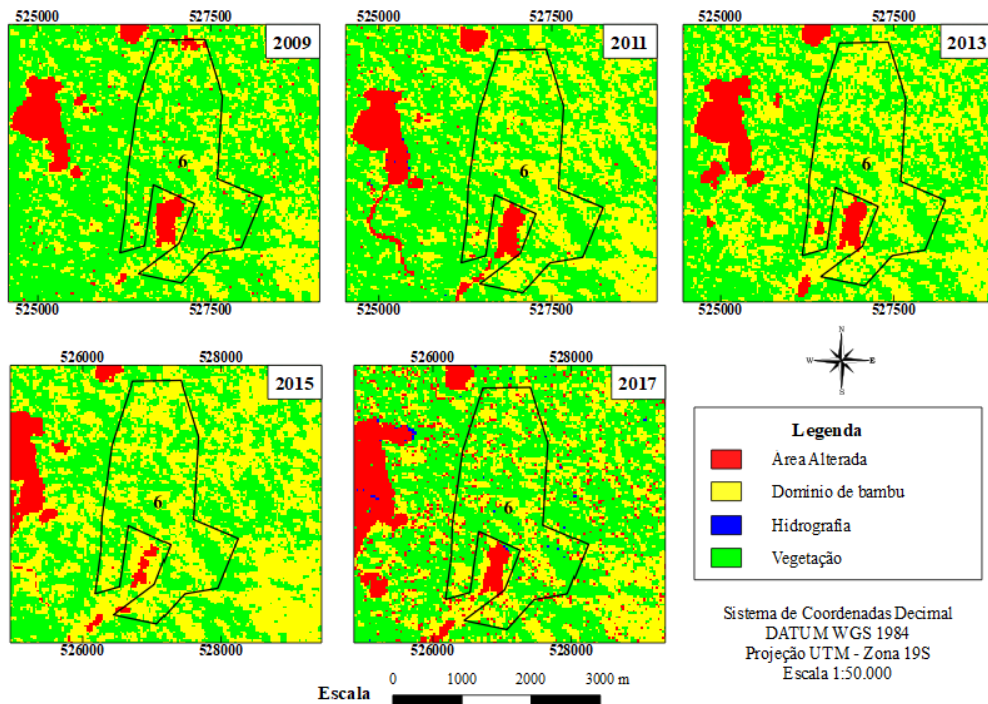 525000 527500 525000 527500 525000 527500
2009 2011 2013
6 6 6
525000 527500 525000 527500 525000 527500
526000 528000 526000 528000
2015 2017
6 6
526000 528000 526000 528000
N
W E
S
Legenda
Area Alterada
Dominio de bambu
Hidrografia
Vegetação
Sistema de Coordenadas Decimal
DATUM WGS 1984
Projeção UTM - Zona 19S
Escala 1:50.000
Escala 0 1000 2000 3000 m